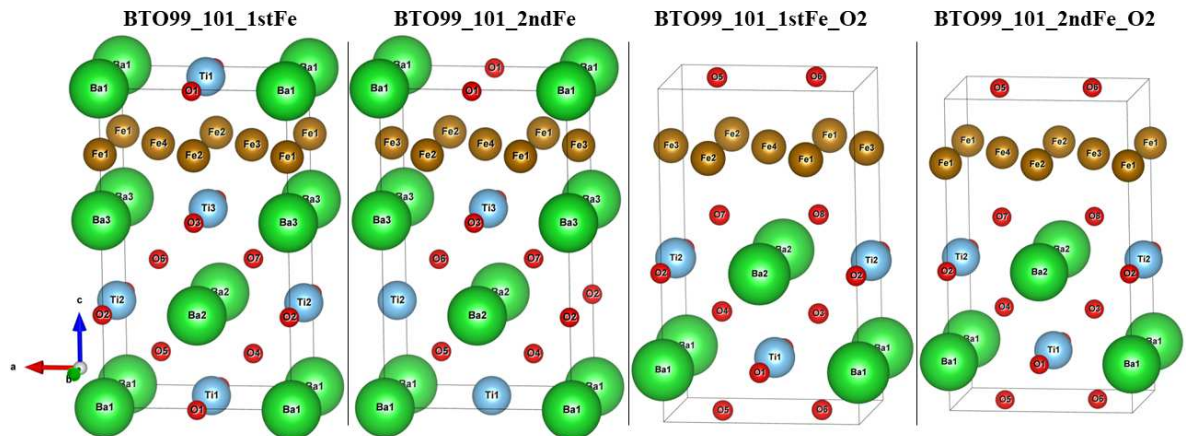 BTO99_101_1stFe
BTO99_101_2ndFe
BTO99_101_1stFe_O2
BTO99_101_2ndFe_O2
Ba1 Ti1 Ba1
Ba1 O1 Ba1
Fe1 Fe4 Fe2 Fe3 Fe1
Fe1 Fe2 Fe1
Ba3 Ti3 Ba3
Ba3 O3 Ba3
O6 O7
Ti2 Ba2 Ti2
O2 Ba2 O2
O5 O4
Ba1 Ti1 Ba1
Ba1 O1 Ba1
c
a
b
Ba1 O1 Ba1
Ba1 O1 Ba1
Fe3 Fe2 Fe4 Fe1 Fe3
Fe2 Fe1
Ba3 Ti3 Ba3
Ba3 O3 Ba3
O6 O7
Ti2 Ba2 O2
Ba2 O2
O5 O4
Ba1 Ba1
Ba1 Ti1 Ba1
O5 O6
Fe3 Fe2 Fe4 Fe1 Fe3
Fe2 Fe1
O7 O8
Ti2 Ba2 Ti2
O2 Ba2 O2
O4 O3
Ba1 Ti1 Ba1
Ba1 O1 Ba1
O5 O6
O5 O6
Fe1 Fe4 Fe2 Fe3 Fe1
Fe1 Fe2 Fe1
O7 O8
Ti2 Ba2 Ti2
O2 Ba2 O2
O4 O3
Ba1 Ti1 Ba1
Ba1 O1 Ba1
O5 O6